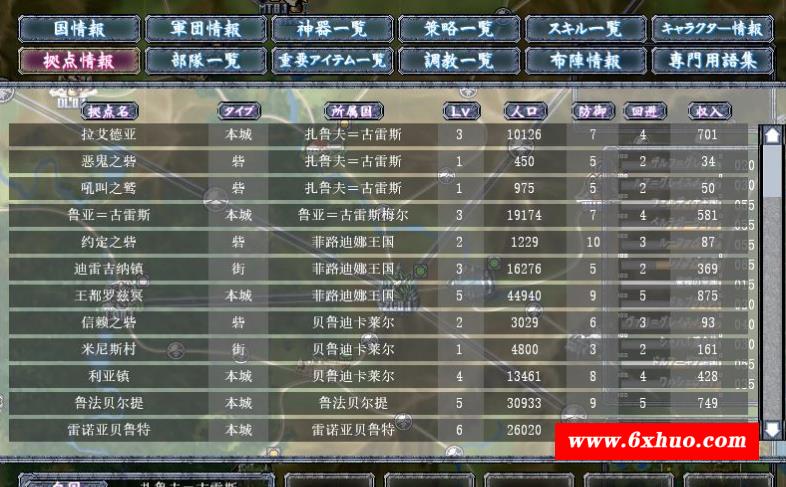 国情報 軍団情報 神器一覧 策略一覧 スキル一覧 キャラクター情報
拠点情報 部隊一覧 重要アイテム一覧 調教一覧 布陣情報 専門用語集
拠点名 タイプ 所属国 Lv 人口 防御 回避 収入
拉艾德亚 本城 扎鲁夫=古雷斯 3 10126 7 4 701
恶鬼之砦 砦 扎鲁夫=古雷斯 1 450 5 2 34
吼叫之鹫 砦 扎鲁夫=古雷斯 1 975 5 2 50
鲁亚=古雷斯 本城 鲁亚=古雷斯梅尔 3 19174 7 4 581
约定之砦 砦 菲路迪娜王国 2 1229 10 3 87
迪雷吉纳镇 街 菲路迪娜王国 3 16276 5 2 369
王都罗兹冥 本城 菲路迪娜王国 5 44940 9 5 875
信赖之砦 砦 贝鲁迪卡莱尔 2 3029 6 3 93
米尼斯村 街 贝鲁迪卡莱尔 1 4800 3 2 161
利亚镇 本城 贝鲁迪卡莱尔 4 13461 8 4 428
鲁法贝尔提 本城 鲁法贝尔提 5 30933 9 5 749
雷诺亚贝鲁特 本城 雷诺亚贝鲁特 6 26020
www.6xhuo.com